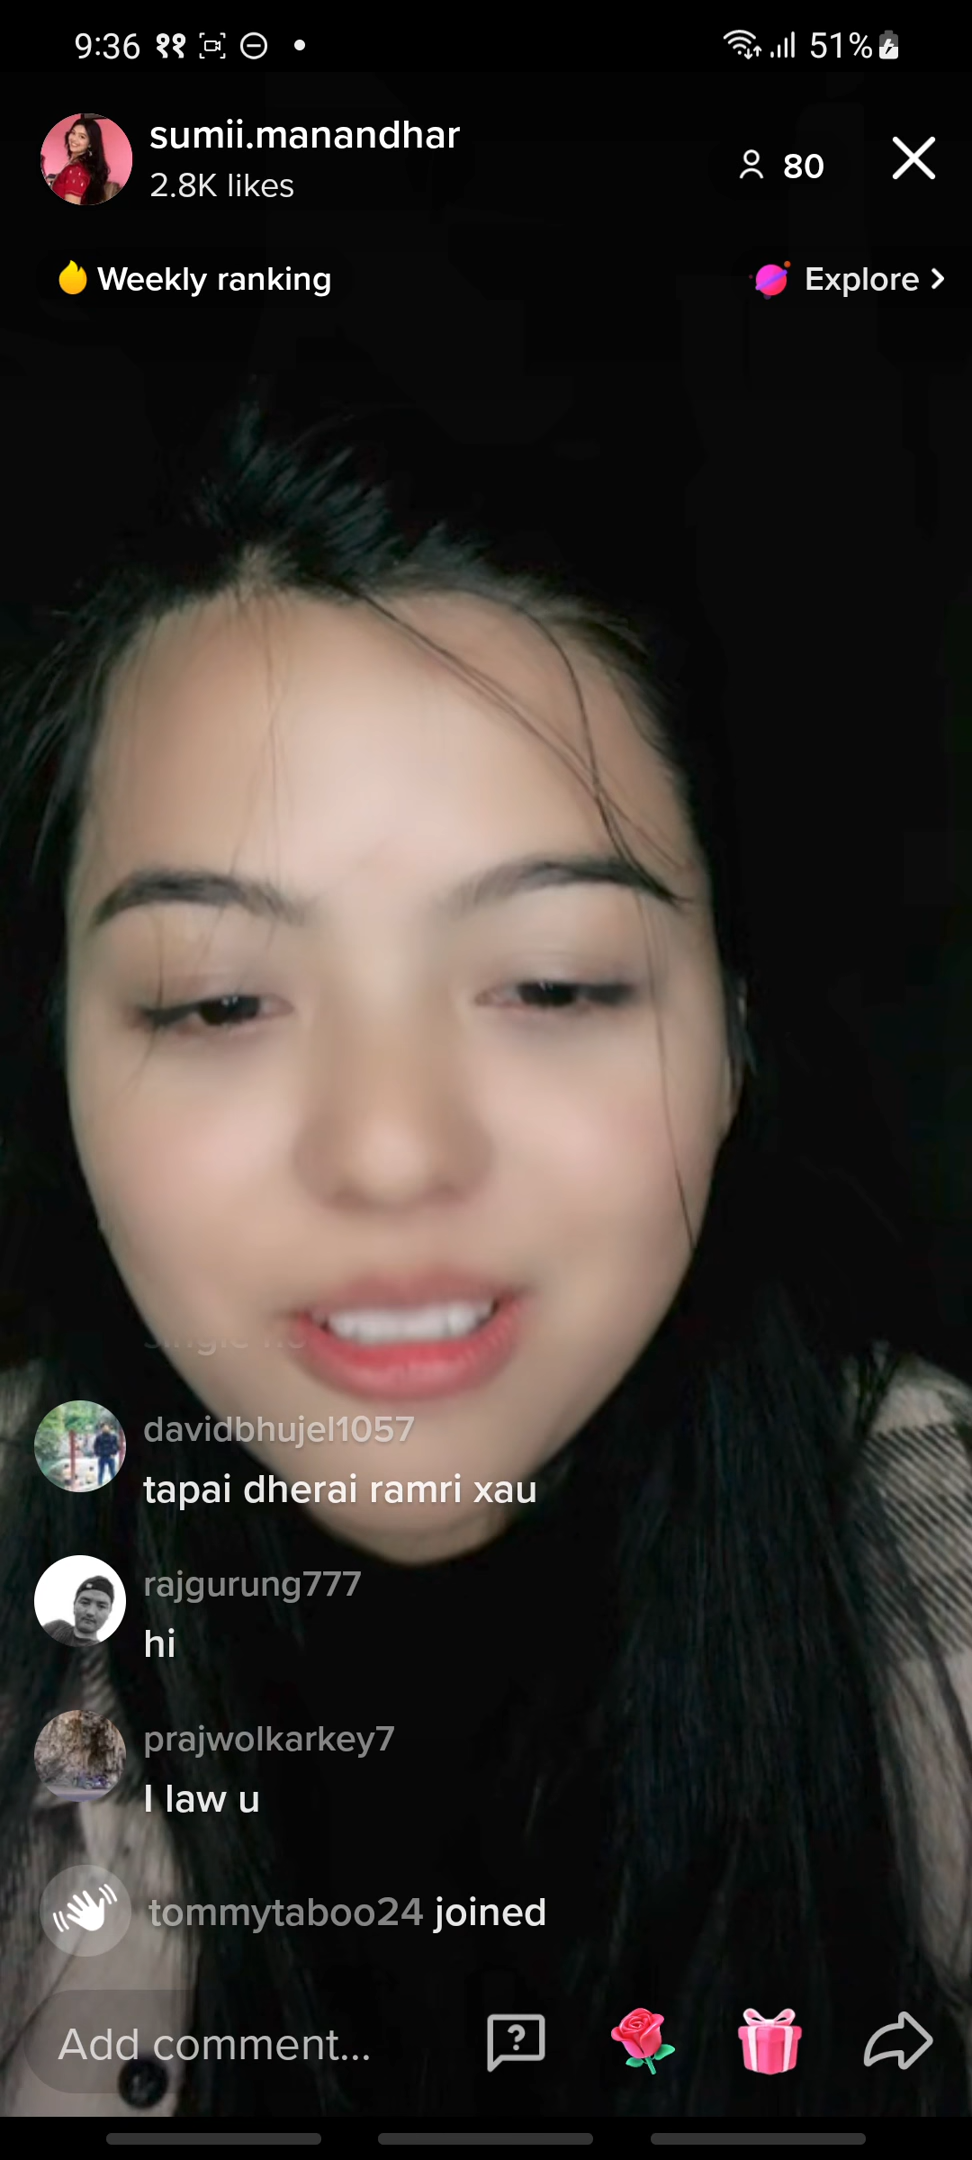 9:36
51%
sumii.manandhar
2.8K likes
80
Weekly ranking
Explore
davidbhujel1057
tapai dherai ramri xau
rajgurung777
hi
prajwolkarkey7
I law u
tommytaboo24 joined
Add comment...